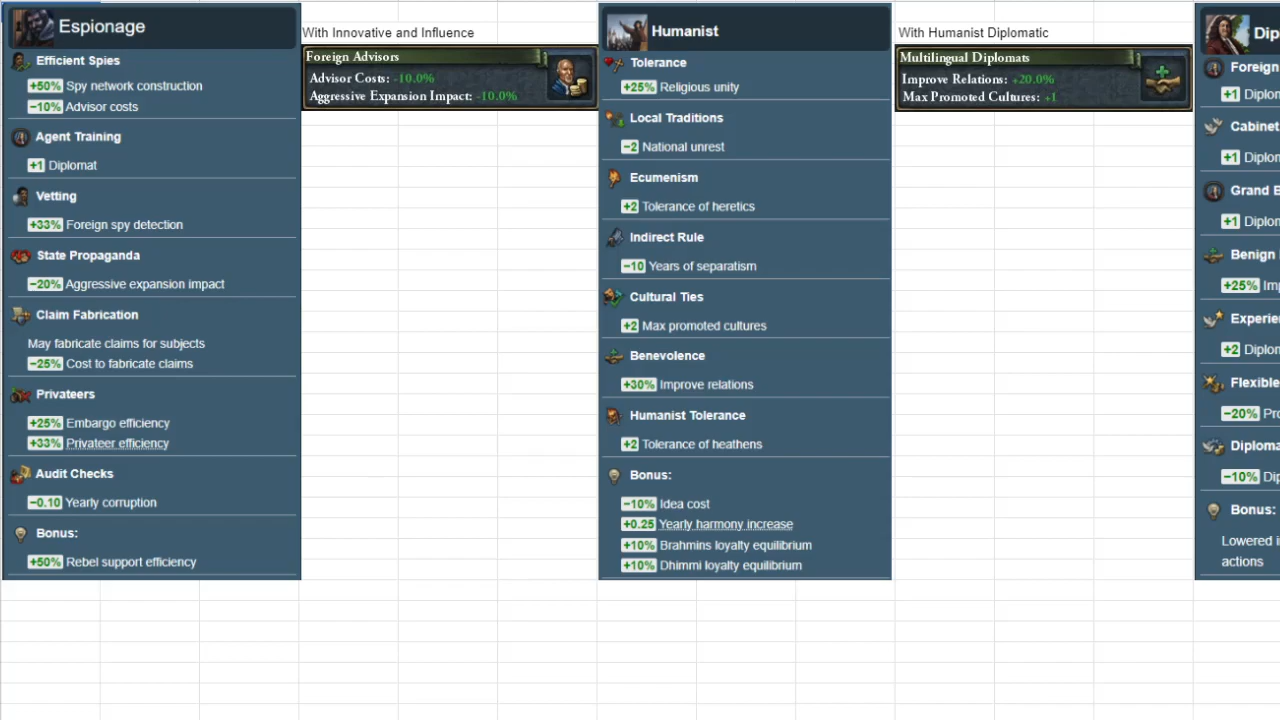 Espionage
Efficient Spies
+50% Spy network construction
−10% Advisor costs
Agent Training
+1 Diplomat
Vetting
+33% Foreign spy detection
State Propaganda
−20% Aggressive expansion impact
Claim Fabrication
May fabricate claims for subjects
−25% Cost to fabricate claims
Privateers
+25% Embargo efficiency
+33% Privateer efficiency
Audit Checks
−0.10 Yearly corruption
Bonus:
+50% Rebel support efficiency
With Innovative and Influence
Foreign Advisors
Advisor Costs: -10.0%
Aggressive Expansion Impact: -10.0%
Humanist
Tolerance
+25% Religious unity
Local Traditions
−2 National unrest
Ecumenism
+2 Tolerance of heretics
Indirect Rule
−10 Years of separatism
Cultural Ties
+2 Max promoted cultures
Benevolence
+30% Improve relations
Humanist Tolerance
+2 Tolerance of heathens
Bonus:
−10% Idea cost
+0.25 Yearly harmony increase
+10% Brahmins loyalty equilibrium
+10% Dhimmi loyalty equilibrium
With Humanist Diplomatic
Multilingual Diplomats
Improve Relations: +20.0%
Max Promoted Cultures: +1
Dip
Foreign
+1 Diplon
Cabinet
+1 Diplon
Grand E
+1 Diplon
Benign
+25% Imp
Experie
+2 Diplon
Flexible
−20% Pro
Diploma
−10% Dip
Bonus:
Lowered i
actions